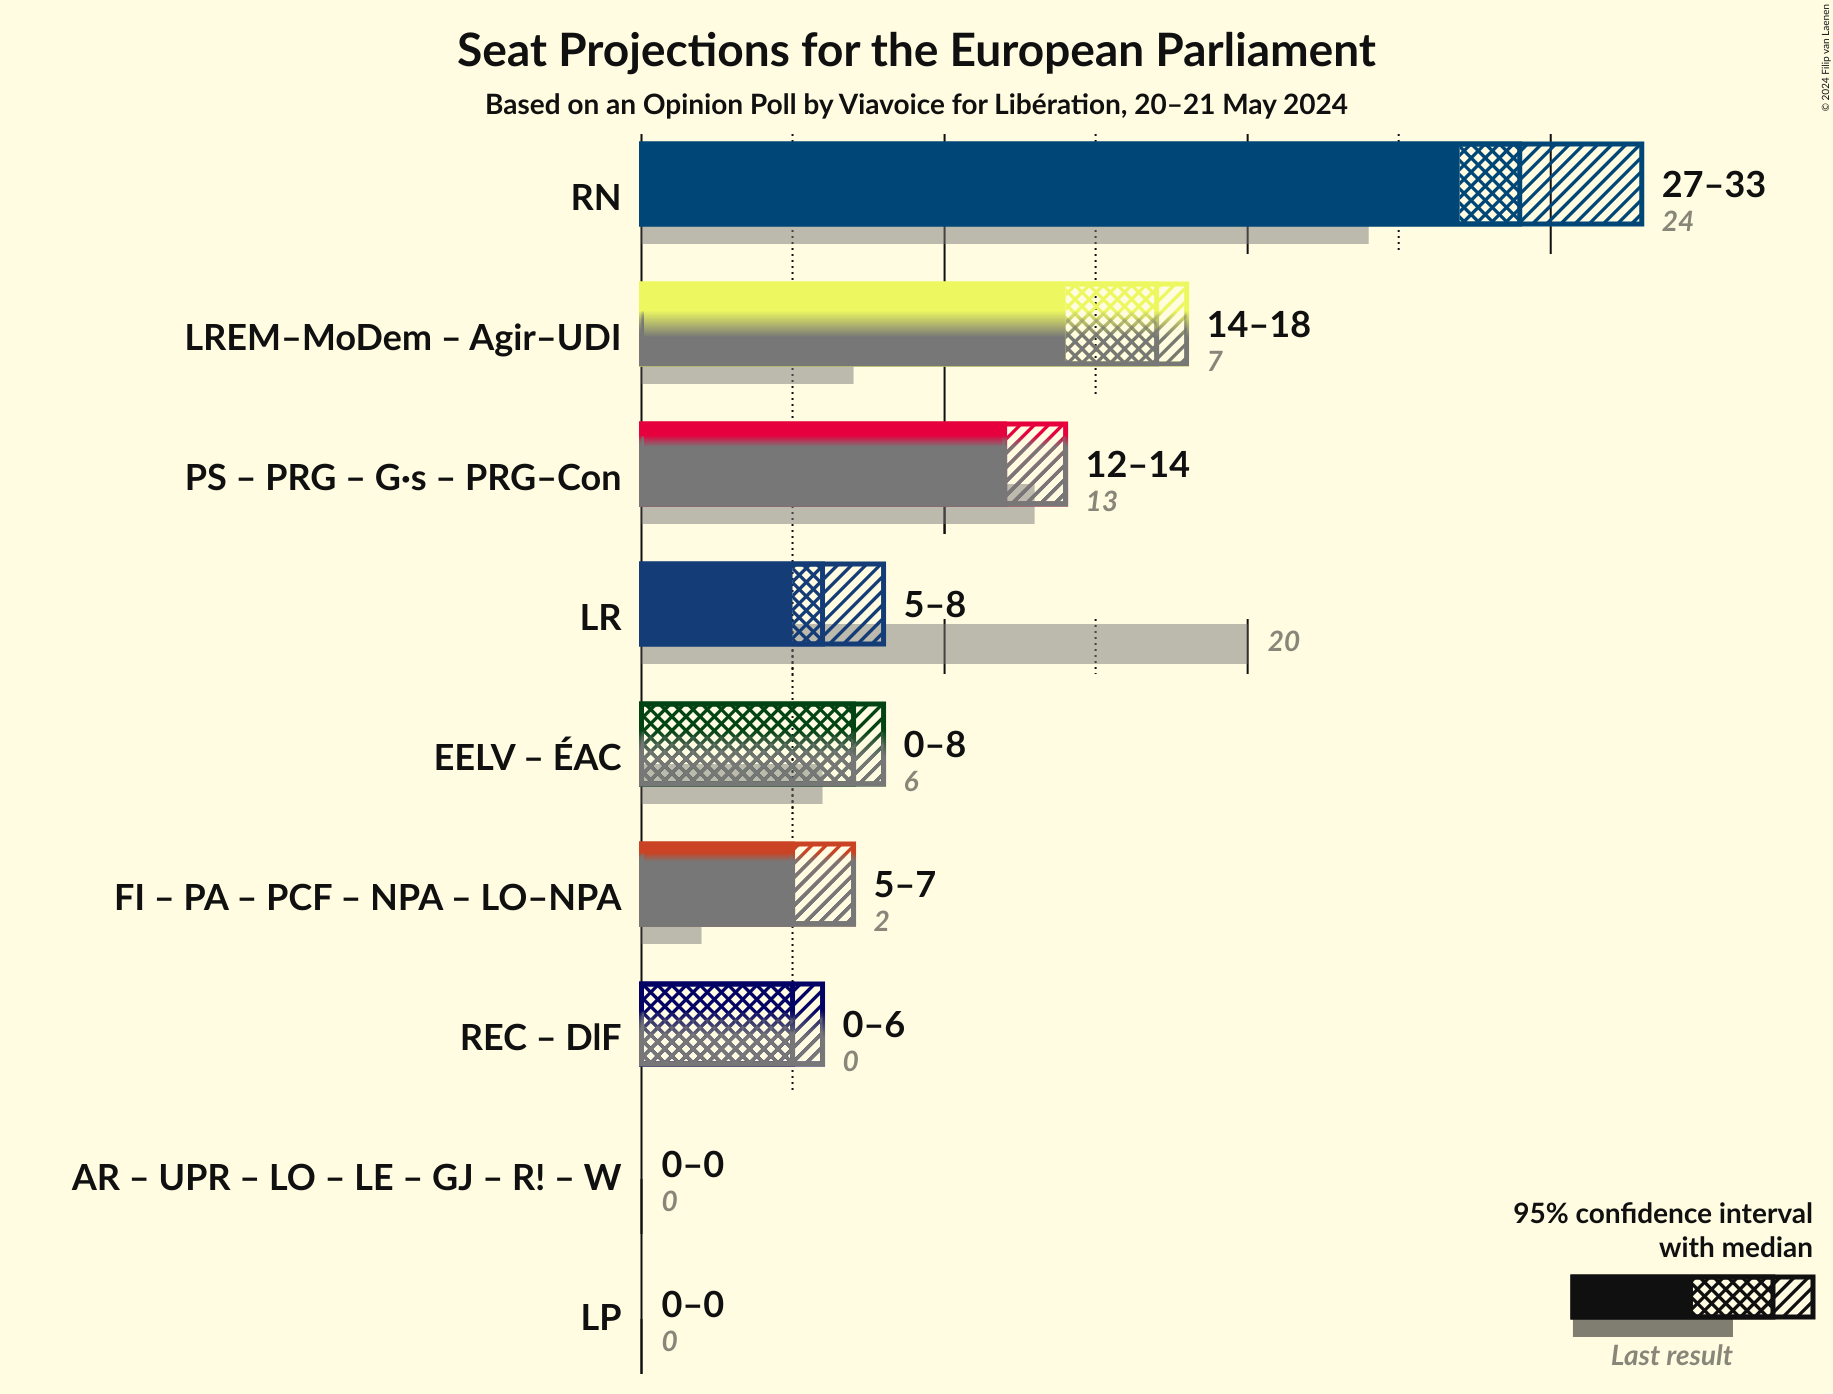 Seat Projections for the European Parliament
Based on an Opinion Poll by Viavoice for Libération, 20–21 May 2024
© 2024 Filip van Laenen
RN
27–33
24
LREM–MoDem – Agir–UDI
14–18
7
PS – PRG – G·s – PRG–Con
12–14
13
LR
5–8
20
EELV – ÉAC
0–8
6
FI – PA – PCF – NPA – LO–NPA
5–7
2
REC – DlF
0–6
0
AR – UPR – LO – LE – GJ – R! – W
0–0
0
LP
0–0
0
95% confidence interval
with median
Last result